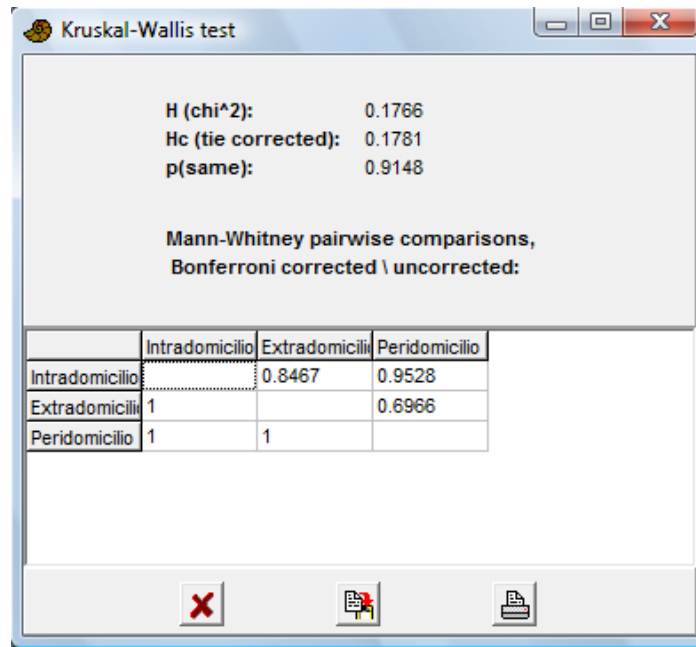 Kruskal-Wallis test
H (chi^2): 0.1766
Hc (tie corrected): 0.1781
p(same): 0.9148
Mann-Whitney pairwise comparisons,
Bonferroni corrected \ uncorrected:
Intradomicilio Extradomicili Peridomicilio
Intradomicilio 0.8467 0.9528
Extradomicili 1 0.6966
Peridomicilio 1 1